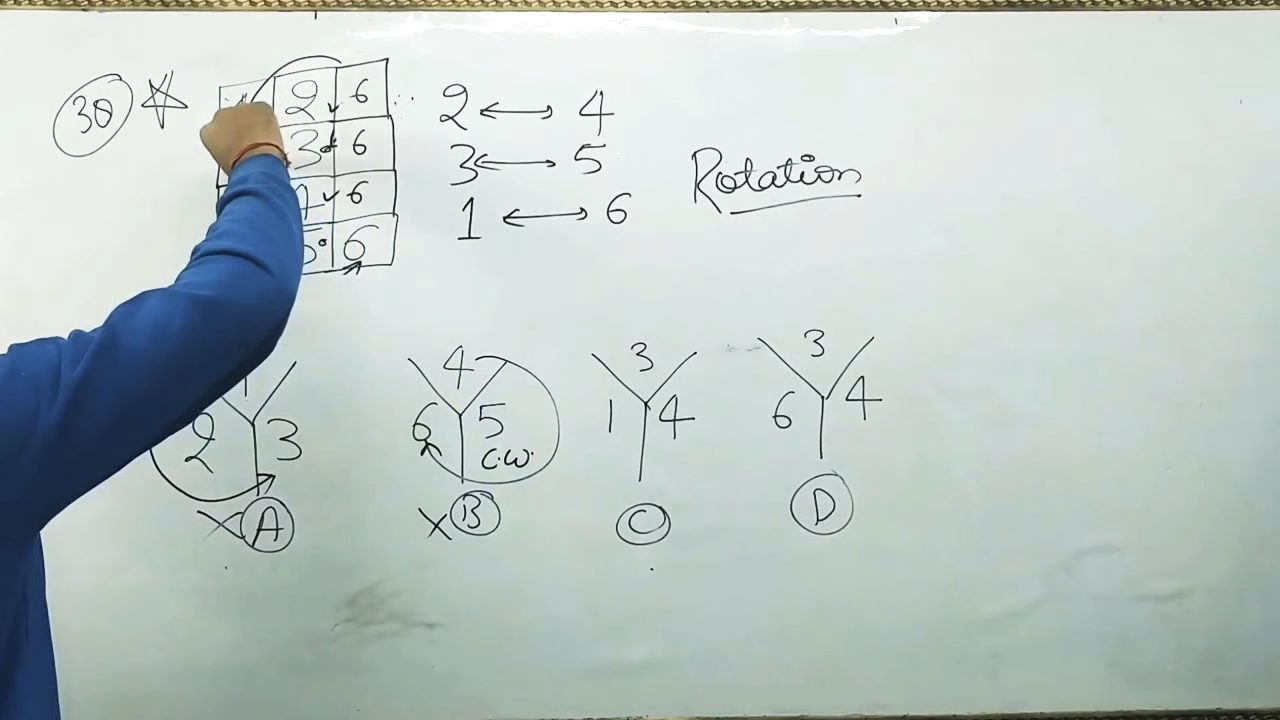 30
2 6 2 ↔ 4
3 6 3 ↔ 5
6 1 ↔ 6
5 6
Rotation
2 3
4
6 5
C.W.
3
1 4
3
6 4
X A X B C D